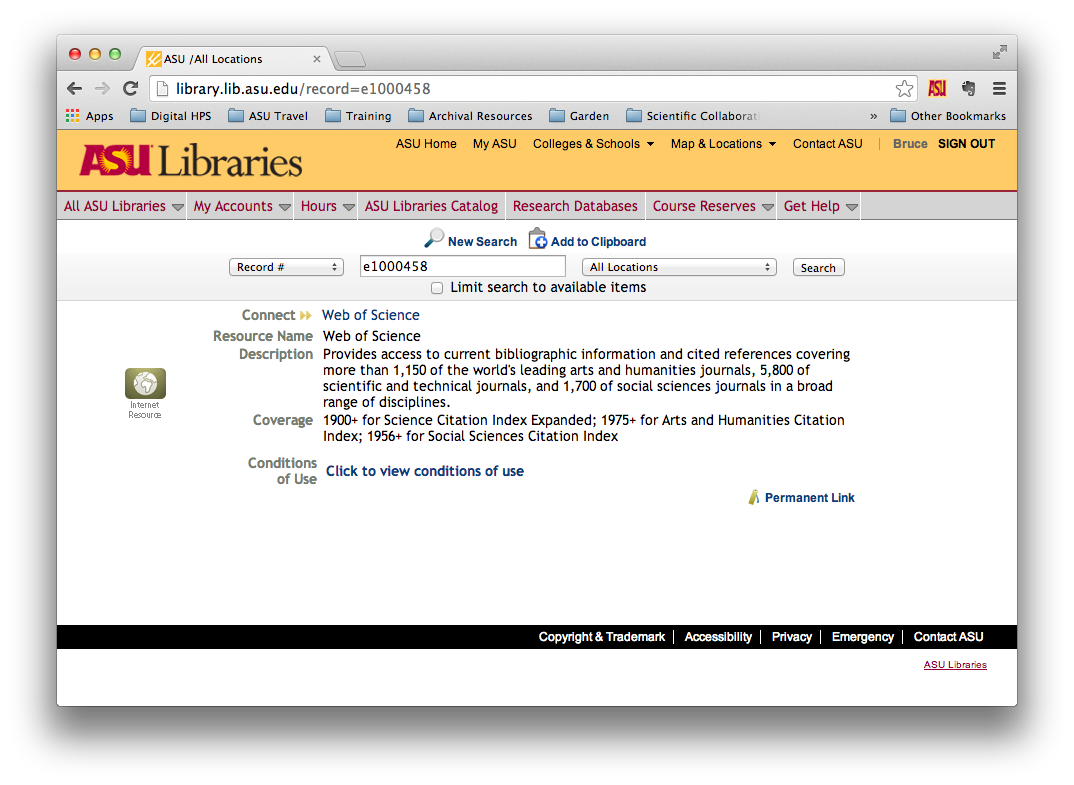 ASU /All Locations
library.lib.asu.edu/record=e1000458
ASU
Apps Digital HPS ASU Travel Training Archival Resources Garden Scientific Collaborati » Other Bookmarks
ASU Libraries
ASU Home My ASU Colleges & Schools Map & Locations Contact ASU | Bruce SIGN OUT
All ASU Libraries My Accounts Hours ASU Libraries Catalog Research Databases Course Reserves Get Help
New Search Add to Clipboard
Record # e1000458 All Locations Search
Limit search to available items
Connect Web of Science
Resource Name Web of Science
Description Provides access to current bibliographic information and cited references covering
more than 1,150 of the world's leading arts and humanities journals, 5,800 of
scientific and technical journals, and 1,700 of social sciences journals in a broad
range of disciplines.
Internet
Resource
Coverage 1900+ for Science Citation Index Expanded; 1975+ for Arts and Humanities Citation
Index; 1956+ for Social Sciences Citation Index
Conditions
of Use Click to view conditions of use
Permanent Link
Copyright & Trademark | Accessibility | Privacy | Emergency | Contact ASU
ASU Libraries